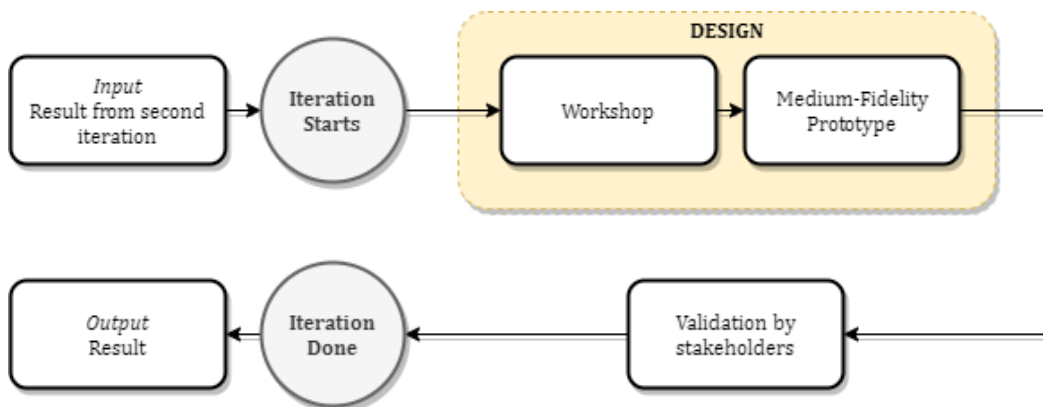 DESIGN
Input
Result from second
iteration
Iteration
Starts
Workshop
Medium-Fidelity
Prototype
Output
Result
Iteration
Done
Validation by
stakeholders